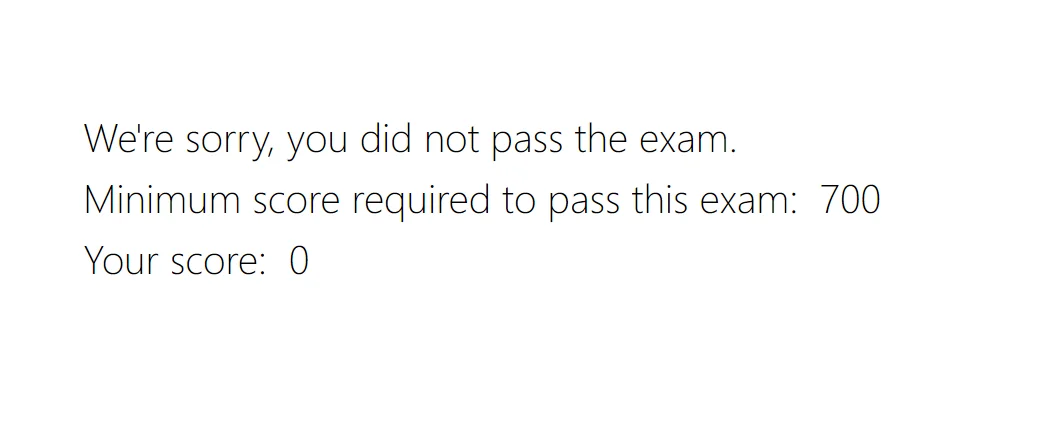 We're sorry, you did not pass the exam.
Minimum score required to pass this exam:  700
Your score:  0